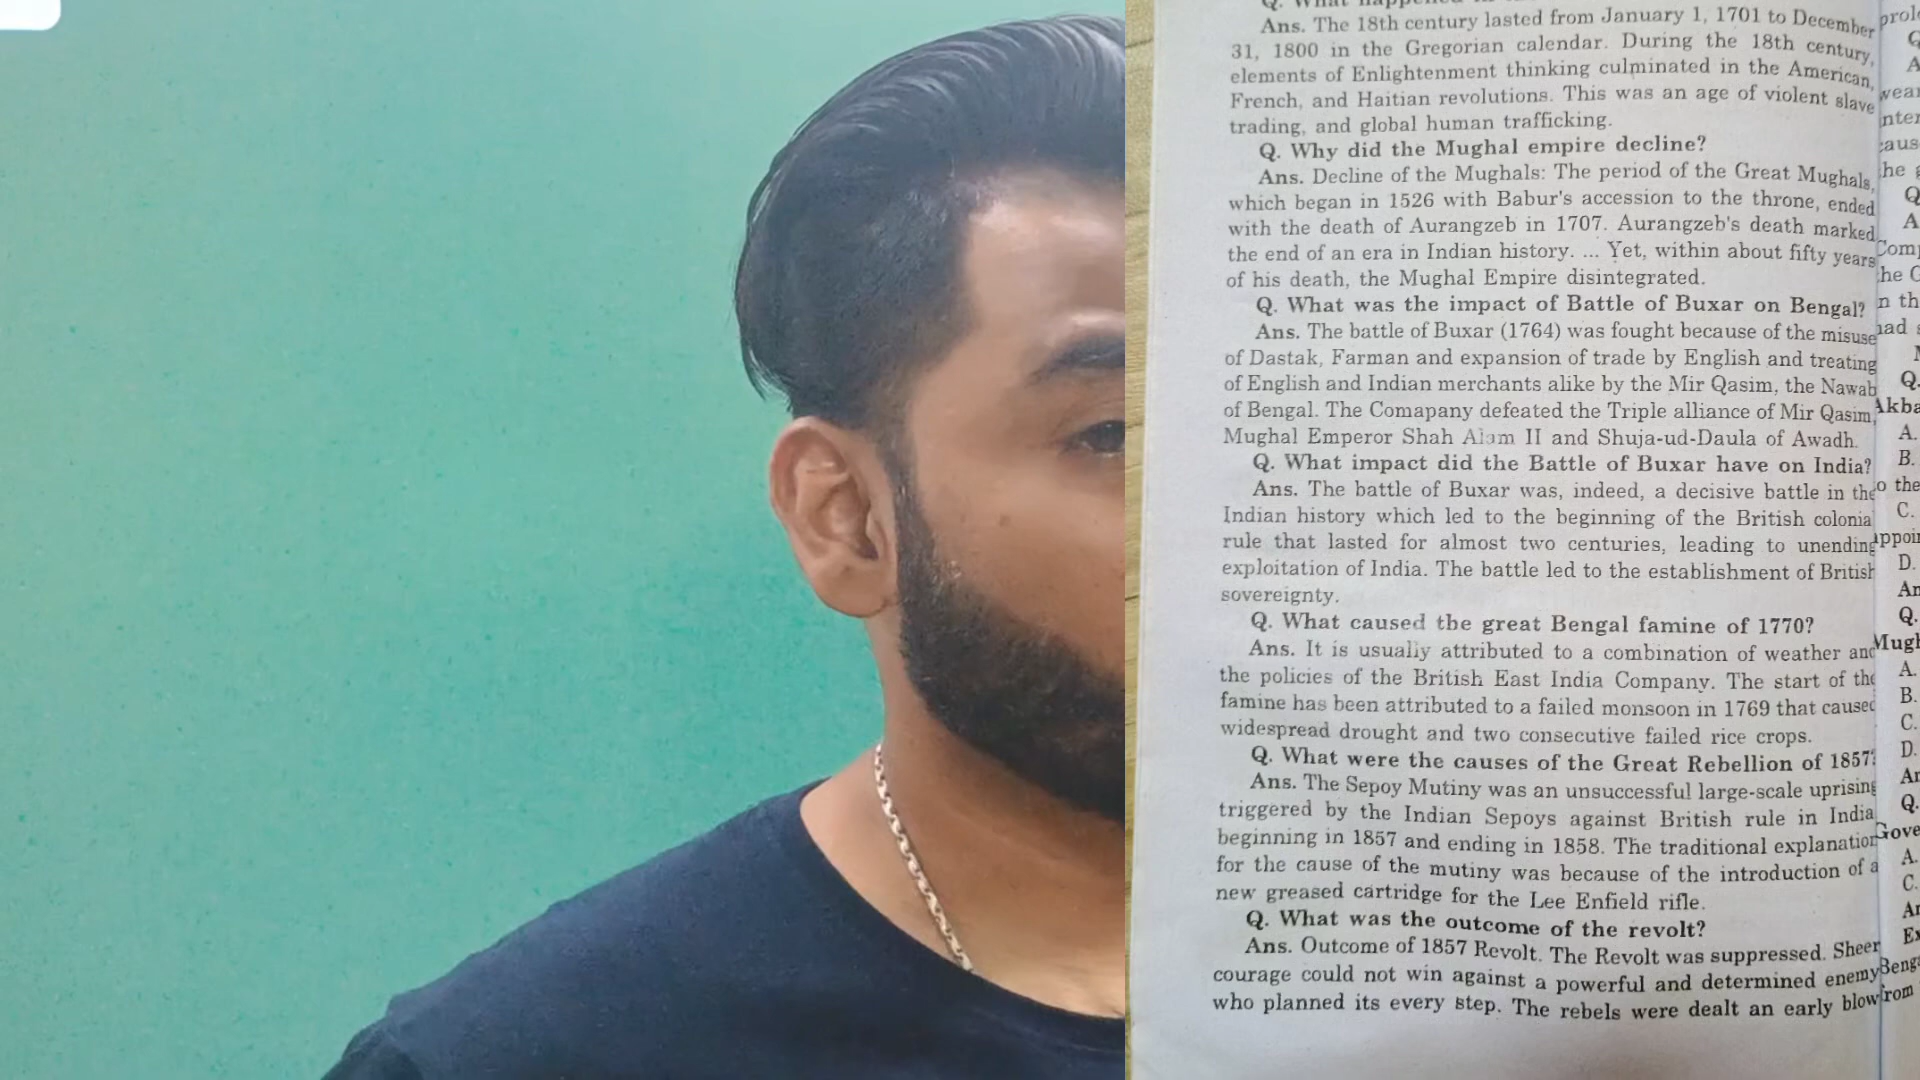 Ans. The 18th century lasted from January 1, 1701 to December
31, 1800 in the Gregorian calendar. During the 18th century,
elements of Enlightenment thinking culminated in the American,
French, and Haitian revolutions. This was an age of violent slave
trading, and global human trafficking.
Q. Why did the Mughal empire decline?
Ans. Decline of the Mughals: The period of the Great Mughals,
which began in 1526 with Babur's accession to the throne, ended
with the death of Aurangzeb in 1707. Aurangzeb's death marked
the end of an era in Indian history. ... Yet, within about fifty years
of his death, the Mughal Empire disintegrated.
Q. What was the impact of Battle of Buxar on Bengal?
Ans. The battle of Buxar (1764) was fought because of the misuse
of Dastak, Farman and expansion of trade by English and treating
of English and Indian merchants alike by the Mir Qasim, the Nawab
of Bengal. The Comapany defeated the Triple alliance of Mir Qasim,
Mughal Emperor Shah Alam II and Shuja-ud-Daula of Awadh.
Q. What impact did the Battle of Buxar have on India?
Ans. The battle of Buxar was, indeed, a decisive battle in the
Indian history which led to the beginning of the British colonia
rule that lasted for almost two centuries, leading to unending
exploitation of India. The battle led to the establishment of British
sovereignty.
Q. What caused the great Bengal famine of 1770?
Ans. It is usually attributed to a combination of weather and
the policies of the British East India Company. The start of the
famine has been attributed to a failed monsoon in 1769 that caused
widespread drought and two consecutive failed rice crops.
Q. What were the causes of the Great Rebellion of 1857?
Ans. The Sepoy Mutiny was an unsuccessful large-scale uprising
triggered by the Indian Sepoys against British rule in India
beginning in 1857 and ending in 1858. The traditional explanation
for the cause of the mutiny was because of the introduction of a
new greased cartridge for the Lee Enfield rifle.
Q. What was the outcome of the revolt?
Ans. Outcome of 1857 Revolt. The Revolt was suppressed. Sheer
courage could not win against a powerful and determined enemy
who planned its every step. The rebels were dealt an early blow